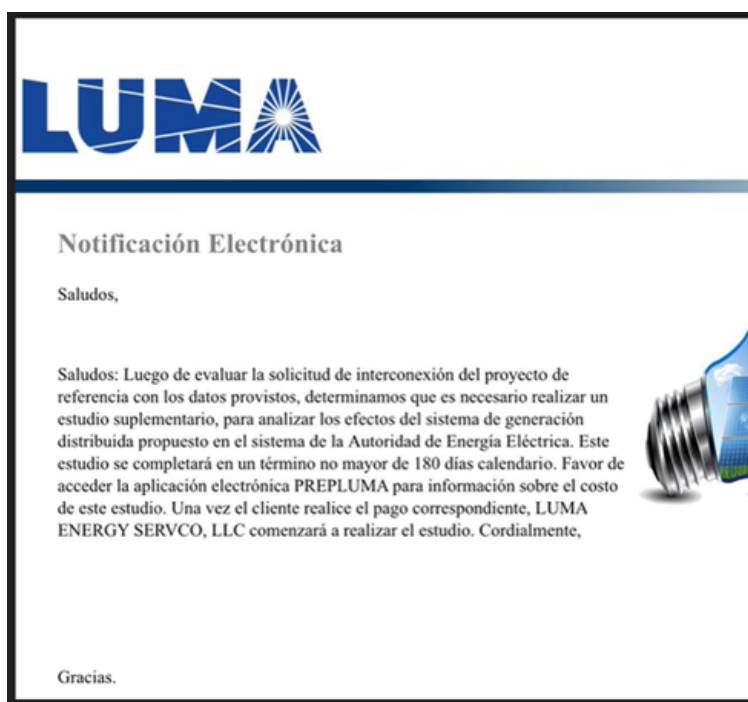 LUMA
Notificación Electrónica
Saludos,
Saludos: Luego de evaluar la solicitud de interconexión del proyecto de
referencia con los datos provistos, determinamos que es necesario realizar un
estudio suplementario, para analizar los efectos del sistema de generación
distribuida propuesto en el sistema de la Autoridad de Energía Eléctrica. Este
estudio se completará en un término no mayor de 180 días calendario. Favor de
acceder la aplicación electrónica PREPLUMA para información sobre el costo
de este estudio. Una vez el cliente realice el pago correspondiente, LUMA
ENERGY SERVCO, LLC comenzará a realizar el estudio. Cordialmente,
Gracias.